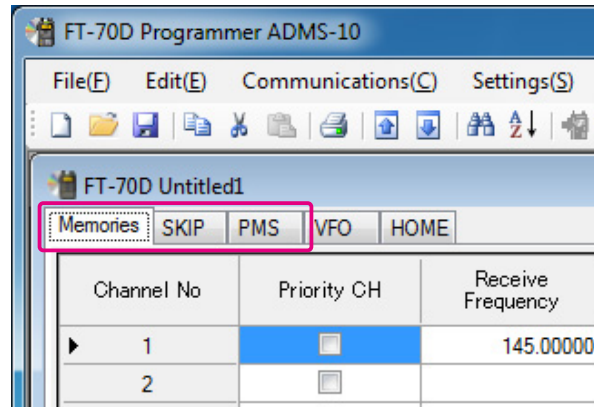 FT-70D Programmer ADMS-10
File(F) Edit(E) Communications(C) Settings(S)
FT-70D Untitled1
Memories SKIP PMS VFO HOME
Channel No Priority CH Receive Frequency
1 145.00000
2